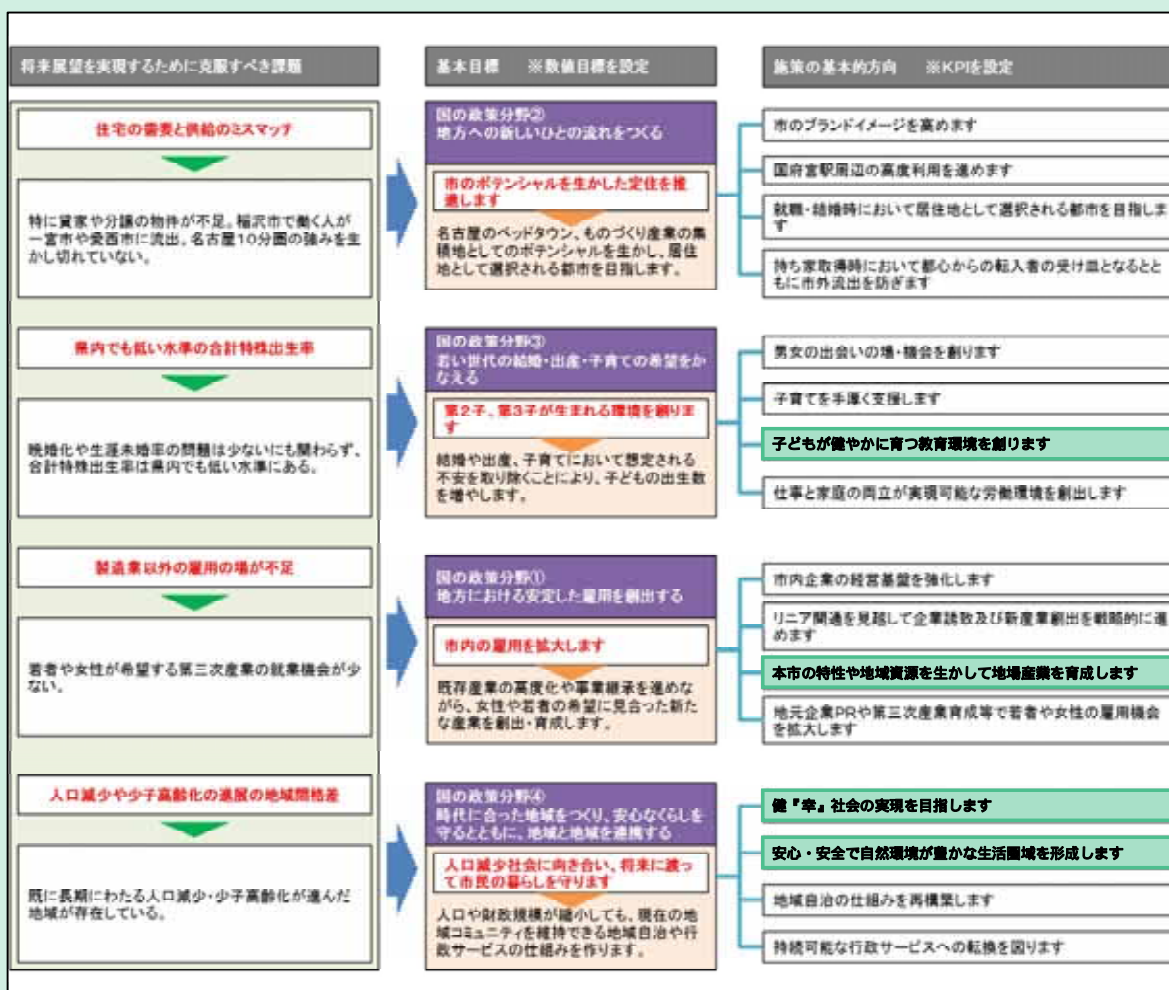 将来展望を実現するために克服すべき課題
基本目標　※数値目標を設定
施策の基本的方向　※KPIを設定
住宅の需要と供給のミスマッチ
特に賃家や分譲の物件が不足。稲沢市で働く人が
一宮市や愛西市に流出。名古屋10分圏の強みを生
かし切れていない。
国の政策分野②
地方への新しいひとの流れをつくる
市のポテンシャルを生かした定住を推
進します
名古屋のベッドタウン、ものづくり産業の集
積地としてのポテンシャルを生かし、居住
地として選択される都市を目指します。
市のブランドイメージを高めます
国府宮駅周辺の高度利用を進めます
就職・結婚時において居住地として選択される都市を目指しま
す
持ち家取得時において都心からの転入者の受け皿となるとと
もに市外流出を防ぎます
県内でも低い水準の合計特殊出生率
晩婚化や生涯未婚率の問題は少ないにも関わらず、
合計特殊出生率は県内でも低い水準にある。
国の政策分野③
若い世代の結婚・出産・子育ての希望をか
なえる
第2子、第3子が生まれる環境を創りま
す
結婚や出産、子育てにおいて想定される
不安を取り除くことにより、子どもの出生数
を増やします。
男女の出会いの場・機会を創ります
子育てを手厚く支援します
子どもが健やかに育つ教育環境を創ります
仕事と家庭の両立が実現可能な労働環境を創出します
製造業以外の雇用の場が不足
若者や女性が希望する第三次産業の就業機会が少
ない。
国の政策分野①
地方における安定した雇用を創出する
市内の雇用を拡大します
既存産業の高度化や事業継承を進めな
がら、女性や若者の希望に見合った新た
な産業を創出・育成します。
市内企業の経営基盤を強化します
リニア開通を見越して企業誘致及び新産業創出を戦略的に進
めます
本市の特性や地域資源を生かして地場産業を育成します
地元企業PRや第三次産業育成等で若者や女性の雇用機会
を拡大します
人口減少や少子高齢化の進展の地域間格差
既に長期にわたる人口減少・少子高齢化が進んだ
地域が存在している。
国の政策分野④
時代に合った地域をつくり、安心なくらしを
守るとともに、地域と地域を連携する
人口減少社会に向き合い、将来に渡っ
て市民の暮らしを守ります
人口や財政規模が縮小しても、現在の地
域コミュニティを維持できる地域自治や行
政サービスの仕組みを作ります。
健『幸』社会の実現を目指します
安心・安全で自然環境が豊かな生活圏域を形成します
地域自治の仕組みを再構築します
持続可能な行政サービスへの転換を図ります